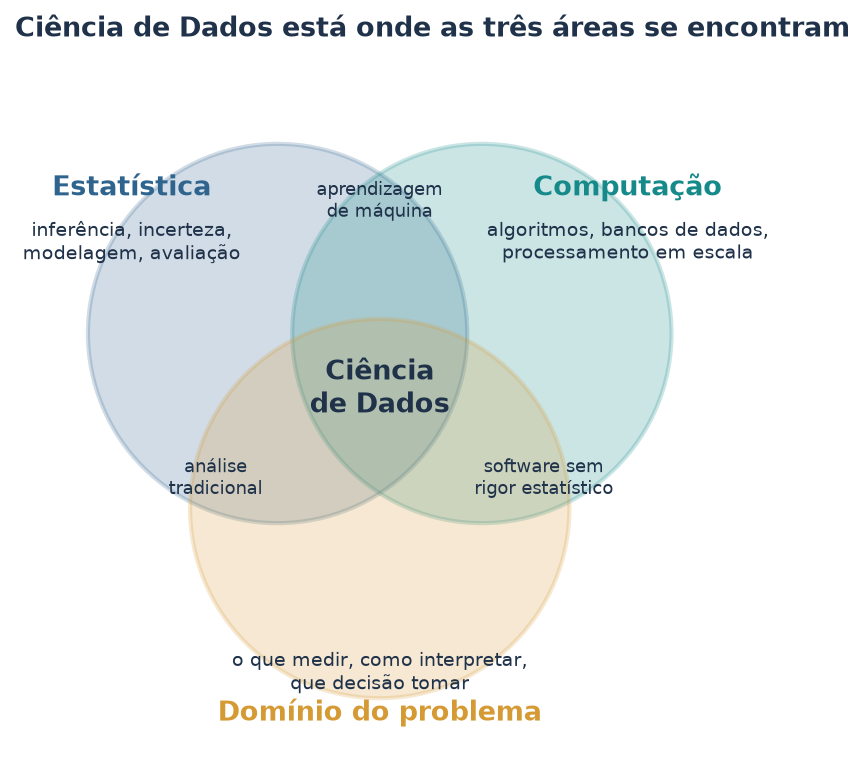 Ciência de Dados está onde as três áreas se encontram
Estatística
inferência, incerteza,
modelagem, avaliação
aprendizagem
de máquina
Computação
algoritmos, bancos de dados,
processamento em escala
Ciência
de Dados
análise
tradicional
software sem
rigor estatístico
o que medir, como interpretar,
que decisão tomar
Domínio do problema